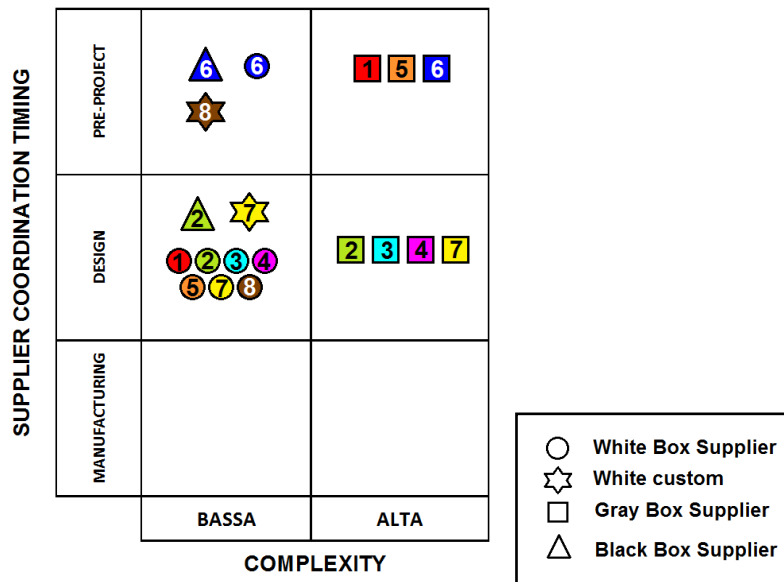 SUPPLIER COORDINATION TIMING
PRE-PROJECT
6 6
1 5 6
8
DESIGN
2 7
1 2 3 4
5 7 8
2 3 4 7
MANUFACTURING
BASSA
ALTA
COMPLEXITY
White Box Supplier
White custom
Gray Box Supplier
Black Box Supplier